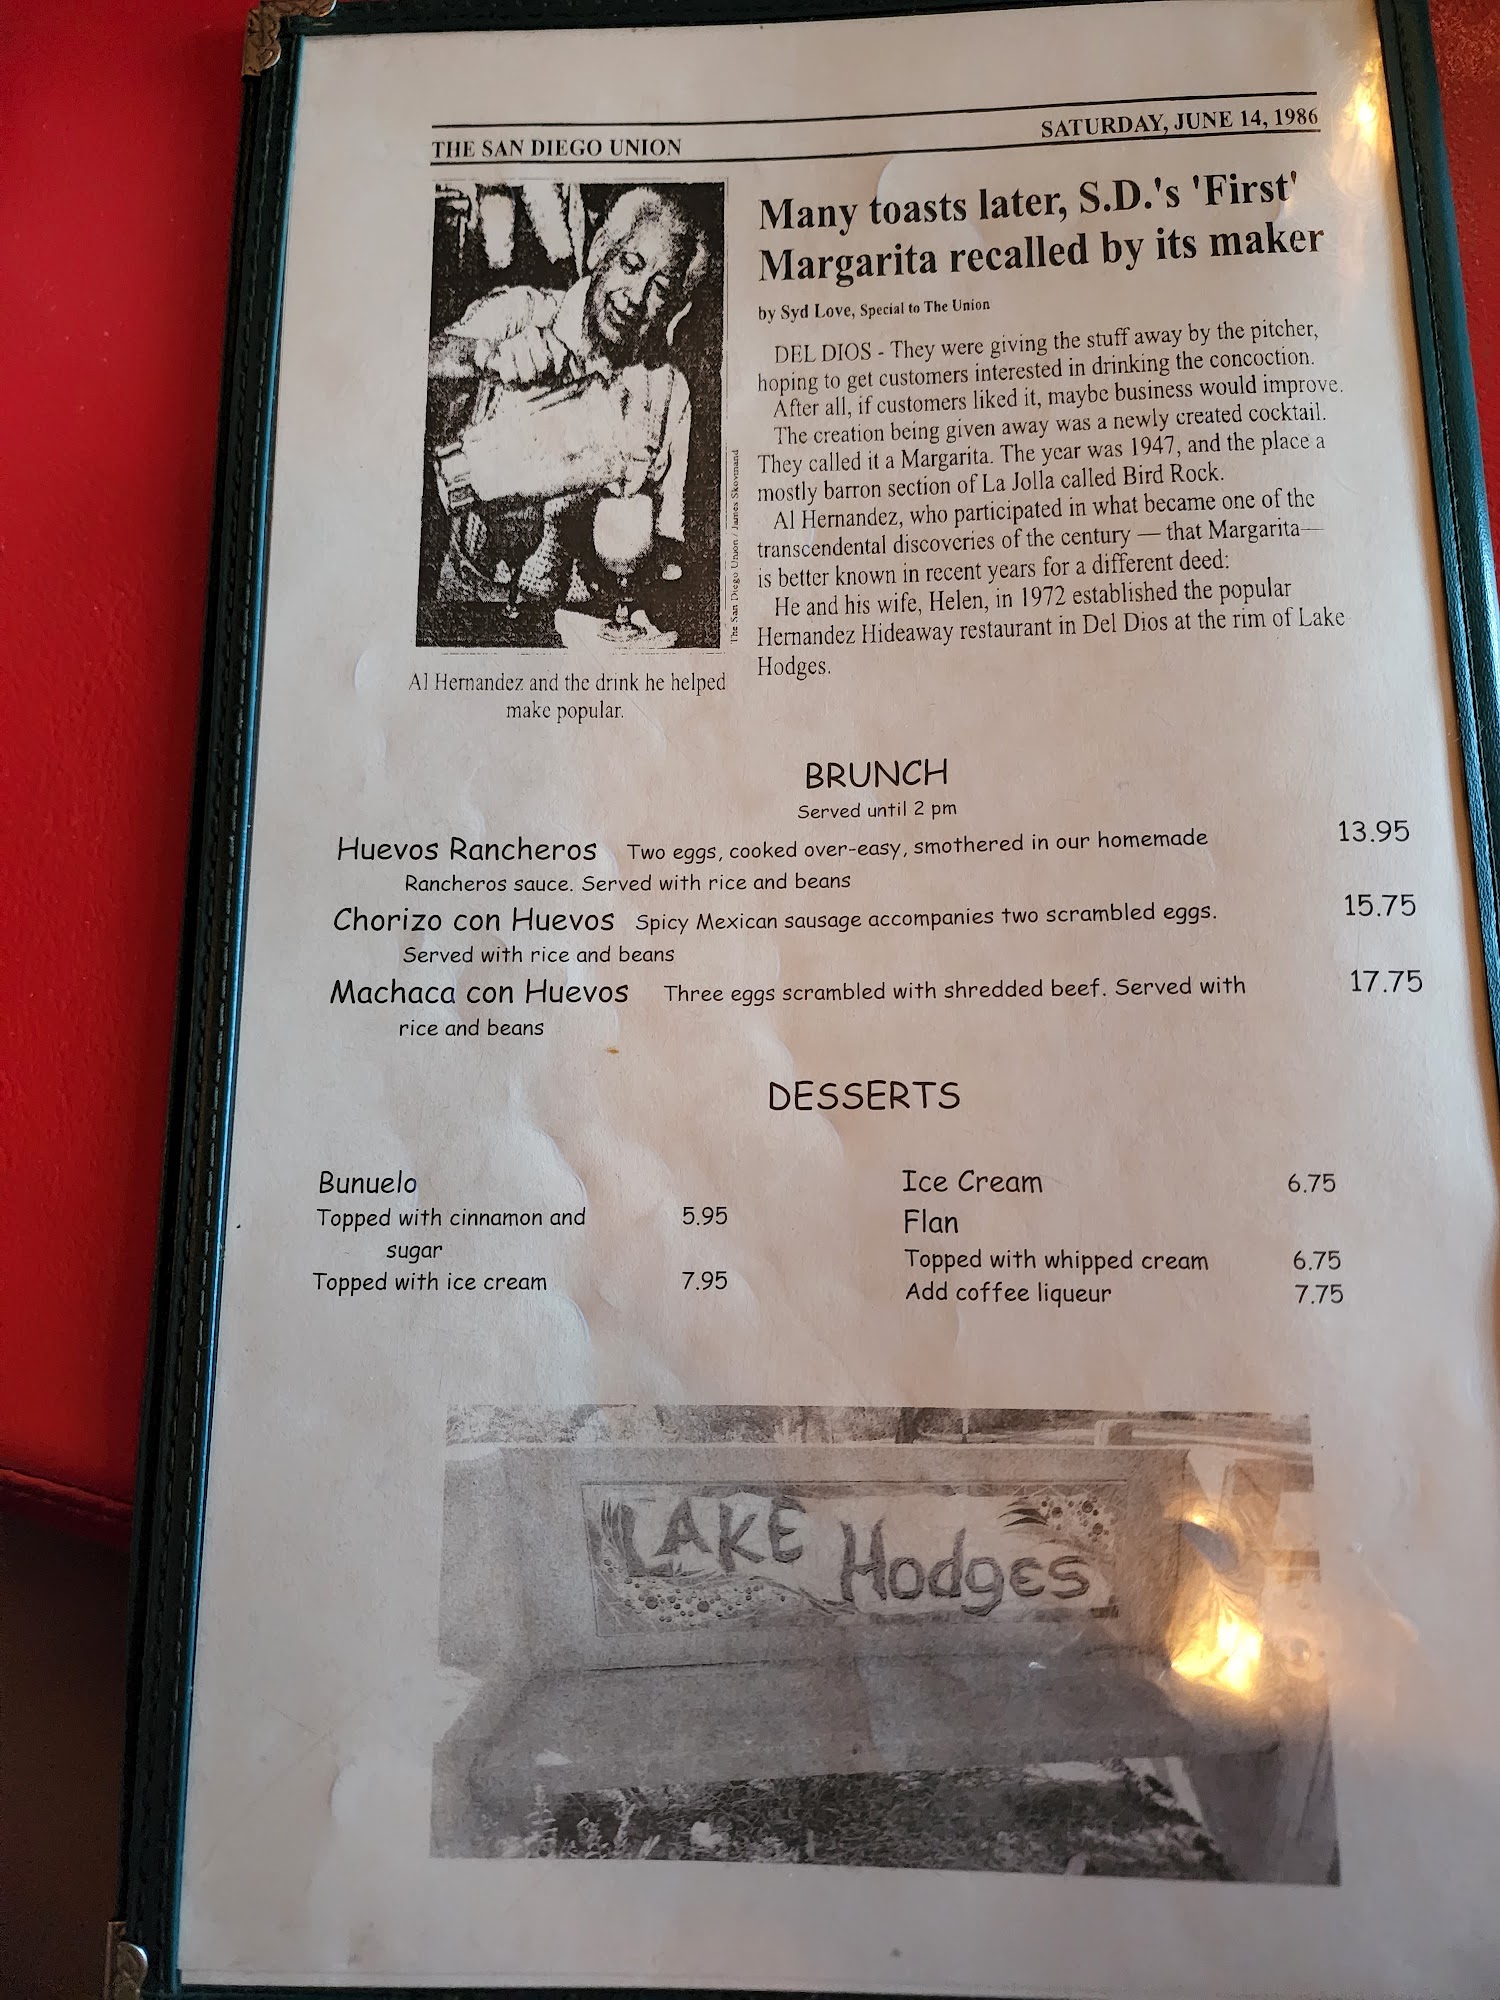 THE SAN DIEGO UNION
SATURDAY, JUNE 14, 1986
Many toasts later, S.D.'s 'First'
Margarita recalled by its maker
by Syd Love, Special to The Union
DEL DIOS - They were giving the stuff away by the pitcher,
hoping to get customers interested in drinking the concoction.
After all, if customers liked it, maybe business would improve.
The creation being given away was a newly created cocktail.
They called it a Margarita. The year was 1947, and the place a
mostly barron section of La Jolla called Bird Rock.
Al Hernandez, who participated in what became one of the
transcendental discoveries of the century — that Margarita—
is better known in recent years for a different deed:
He and his wife, Helen, in 1972 established the popular
Hernandez Hideaway restaurant in Del Dios at the rim of Lake
Hodges.
The San Diego Union / James Skovmand
Al Hernandez and the drink he helped
make popular.
BRUNCH
Served until 2 pm
Huevos Rancheros Two eggs, cooked over-easy, smothered in our homemade 13.95
Rancheros sauce. Served with rice and beans
Chorizo con Huevos Spicy Mexican sausage accompanies two scrambled eggs. 15.75
Served with rice and beans
Machaca con Huevos Three eggs scrambled with shredded beef. Served with 17.75
rice and beans
DESSERTS
Bunuelo
Topped with cinnamon and 5.95
sugar
Topped with ice cream 7.95
Ice Cream 6.75
Flan
Topped with whipped cream 6.75
Add coffee liqueur 7.75
LAKE Hodges